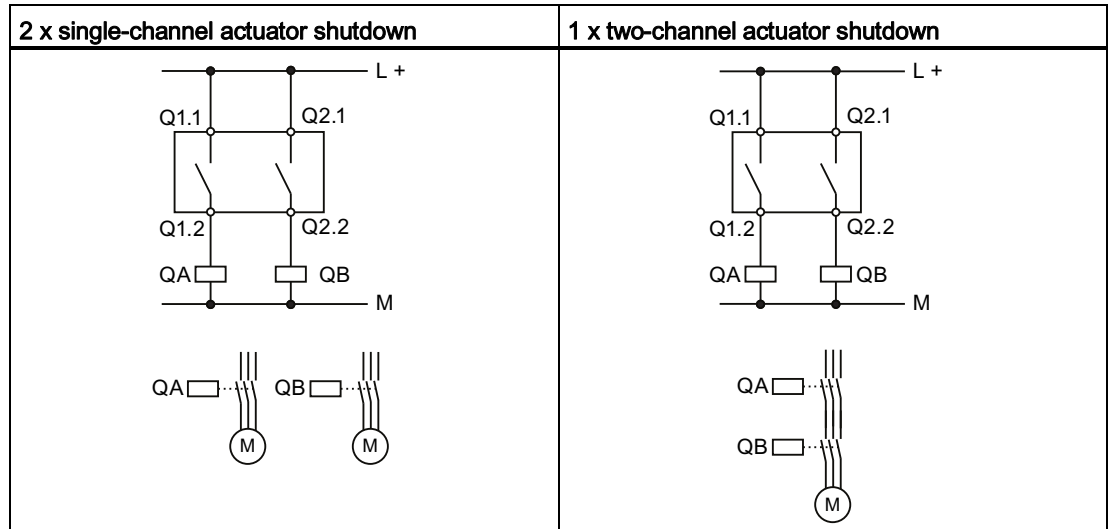 2 x single-channel actuator shutdown
1 x two-channel actuator shutdown
L +
Q1.1 Q2.1
Q1.2 Q2.2
QA QB
M
QA QB
M M
L +
Q1.1 Q2.1
Q1.2 Q2.2
QA QB
M
QA
QB
M